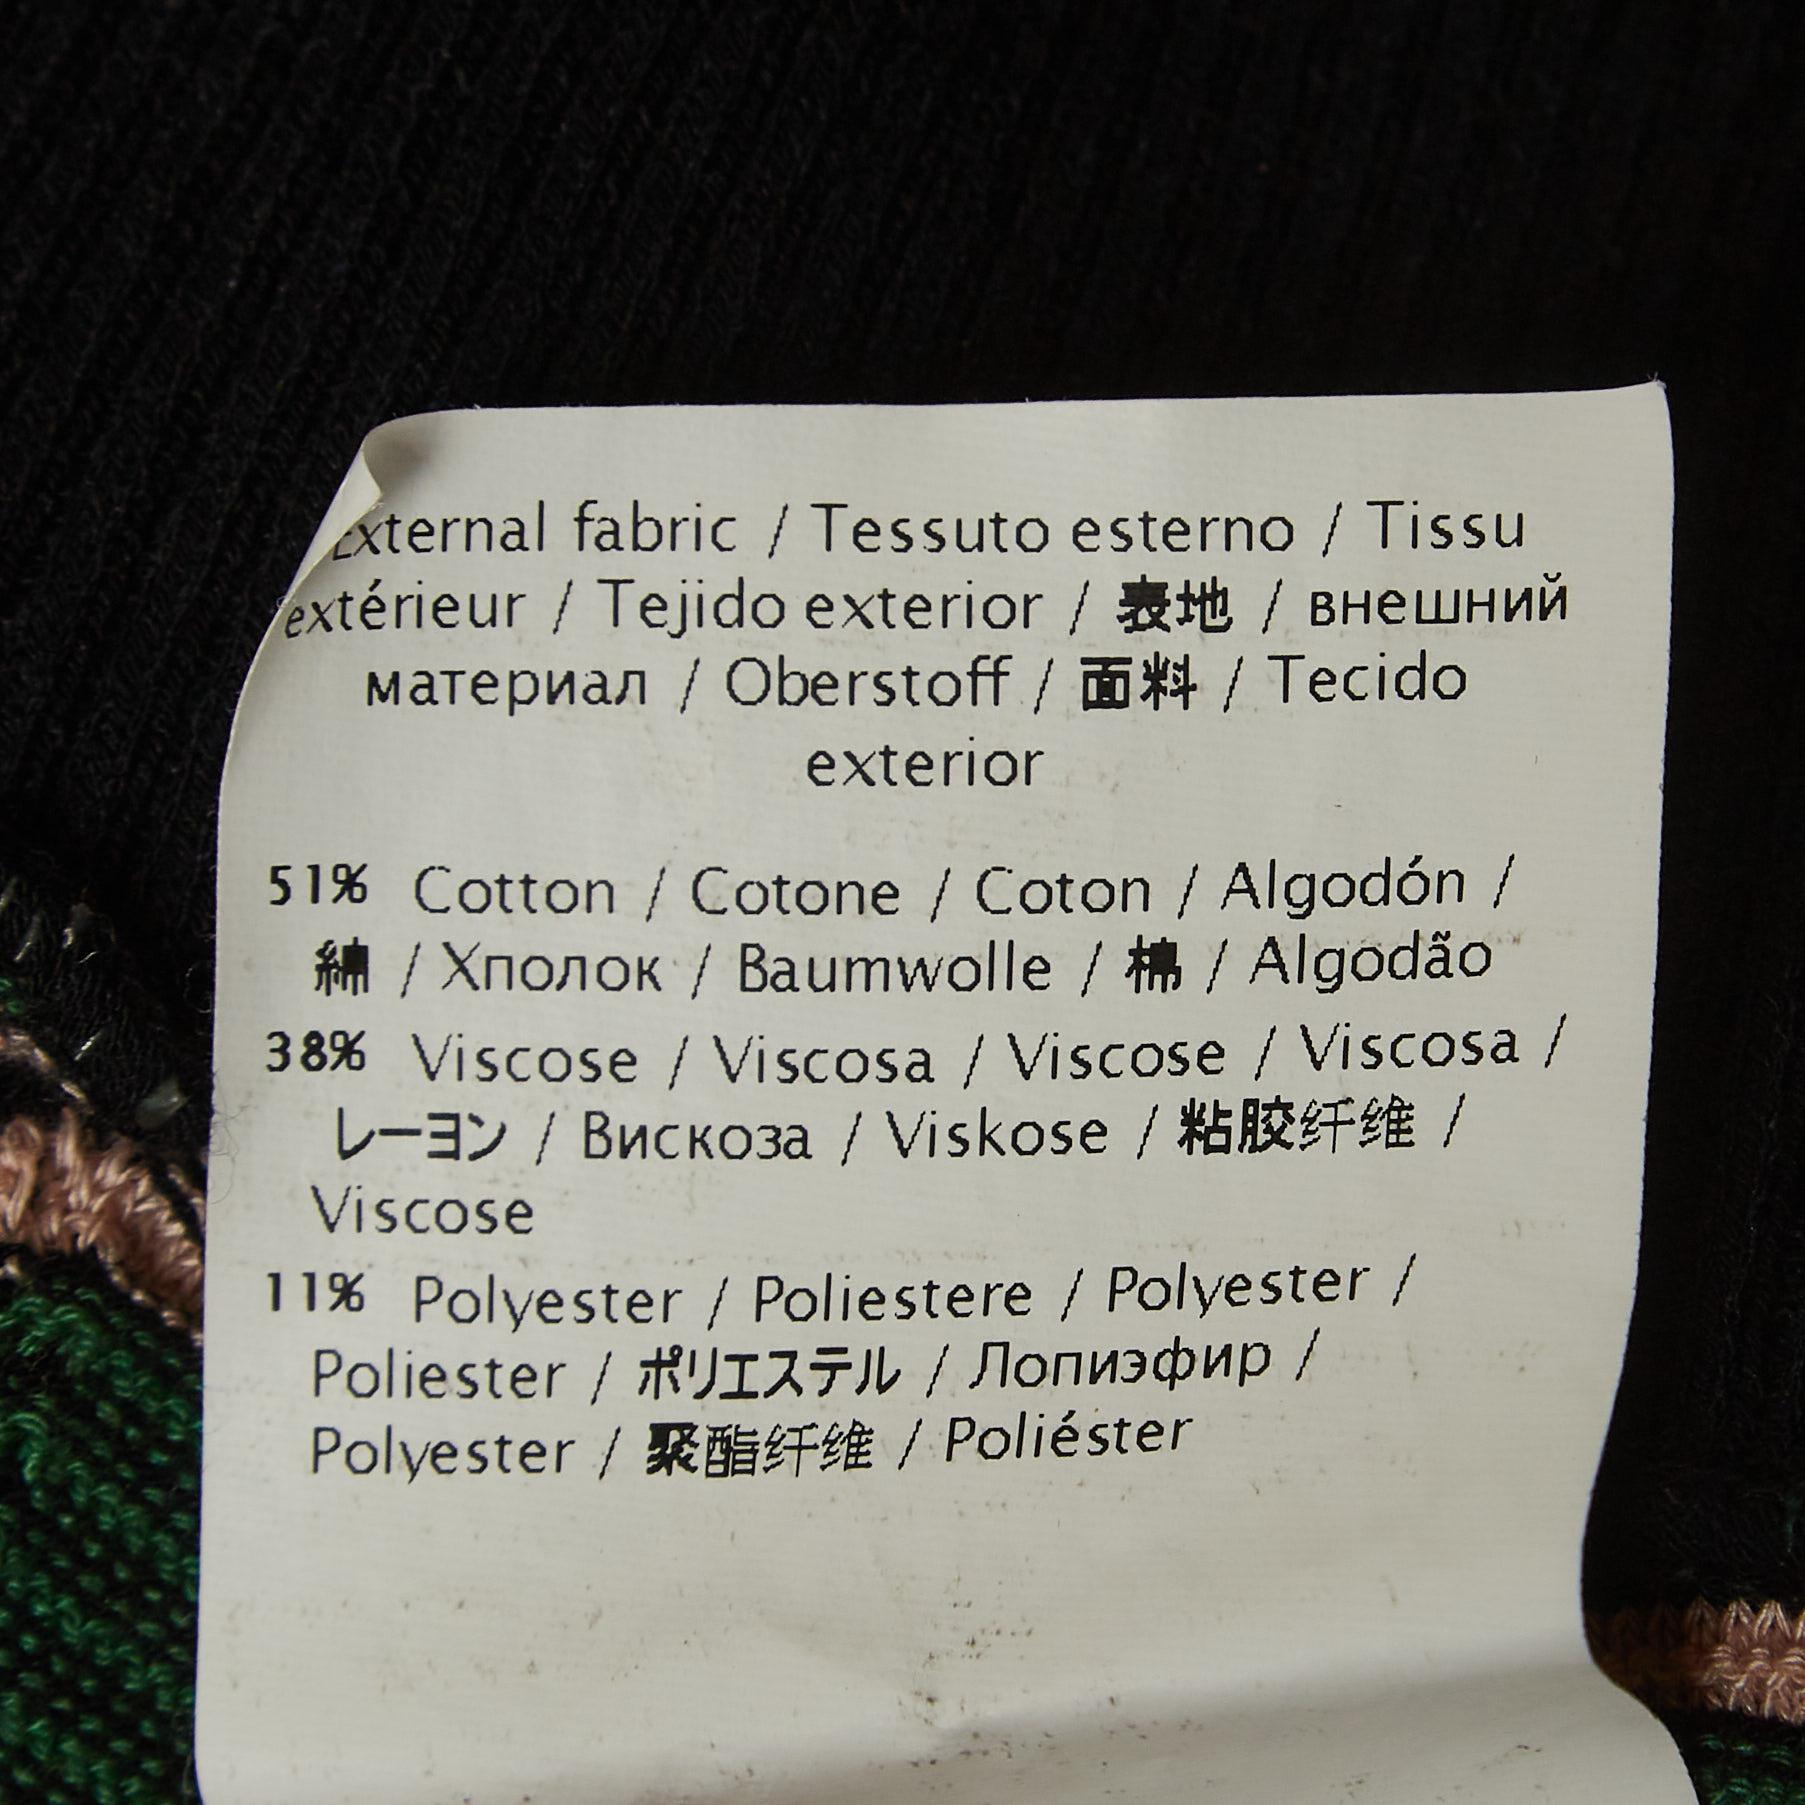 External fabric / Tessuto esterno / Tissu
extérieur / Tejido exterior / 表地 / внешний
материал / Oberstoff / 面料 / Tecido
exterior
51% Cotton / Cotone / Coton / Algodón /
綿 / Хполок / Baumwolle / 棉 / Algodão
38% Viscose / Viscosa / Viscose / Viscosa /
レーヨン / Вискоза / Viskose / 粘胶纤维 /
Viscose
11% Polyester / Poliestere / Polyester /
Poliester / ポリエステル / Лопиэфир /
Polyester / 聚酯纤维 / Poliéster